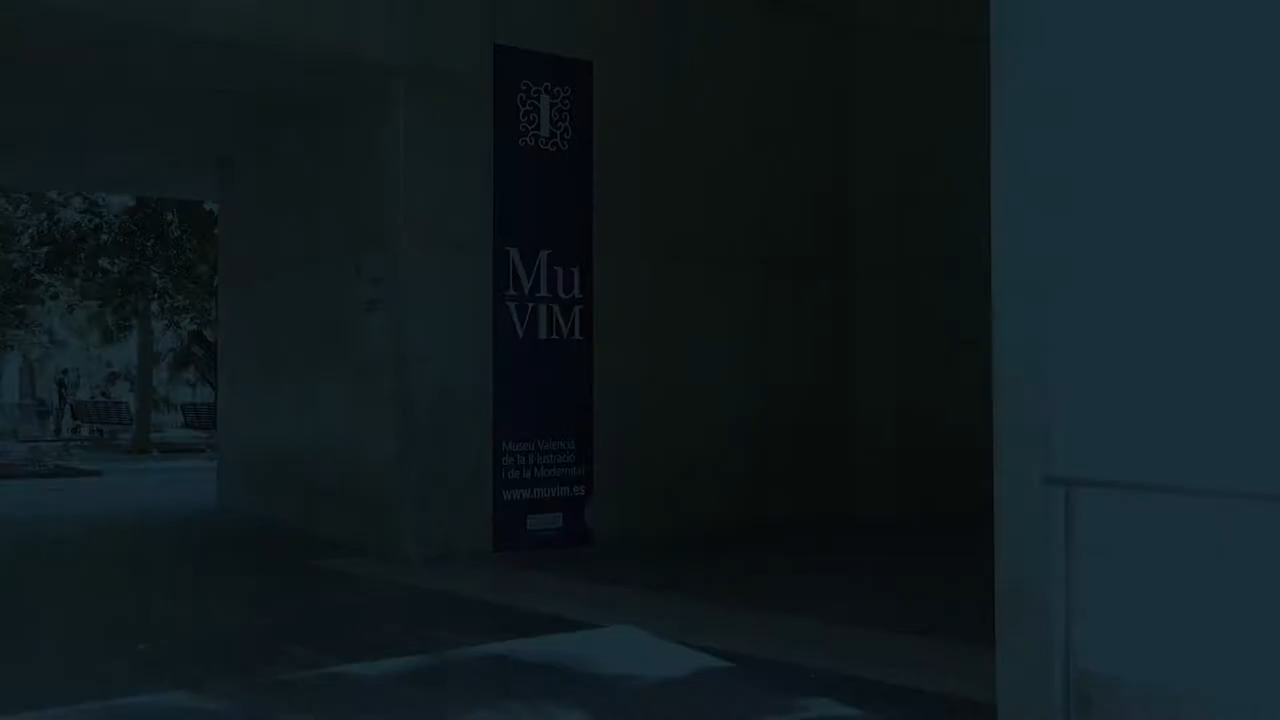 Mu
VIM
Museu Valencià
de la Il·lustració
i de la Modernitat
www.muvim.es